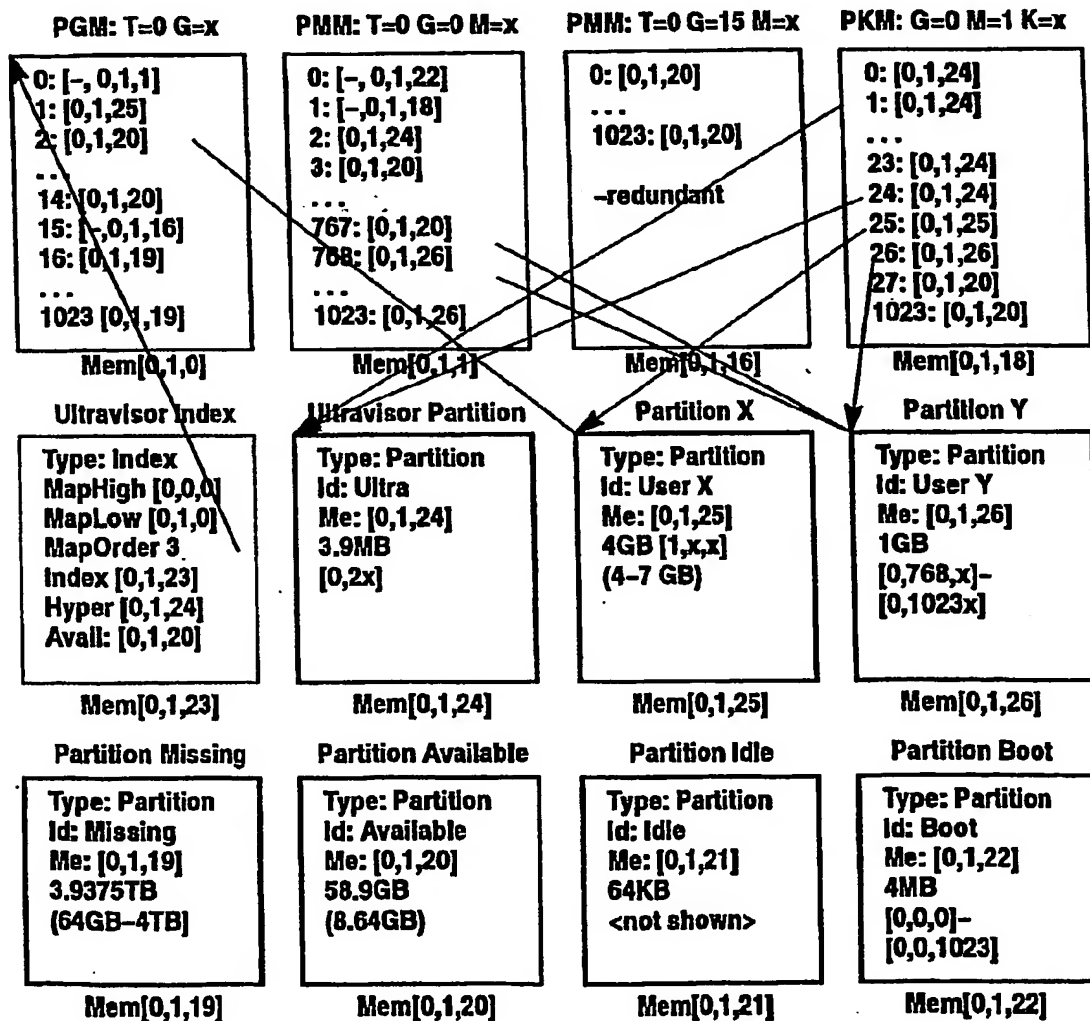 PGM: T=0 G=x
0: [–, 0,1,1]
1: [0,1,25]
2: [0,1,20]
...
14: [0,1,20]
15: [–,0,1,16]
16: [0,1,19]
...
1023 [0,1,19]
Mem[0,1,0]
PMM: T=0 G=0 M=x
0: [–, 0,1,22]
1: [–,0,1,18]
2: [0,1,24]
3: [0,1,20]
...
767: [0,1,20]
768: [0,1,26]
...
1023: [0,1,26]
Mem[0,1,1]
PMM: T=0 G=15 M=x
0: [0,1,20]
...
1023: [0,1,20]
–redundant
Mem[0,1,16]
PKM: G=0 M=1 K=x
0: [0,1,24]
1: [0,1,24]
...
23: [0,1,24]
24: [0,1,24]
25: [0,1,25]
26: [0,1,26]
27: [0,1,20]
1023: [0,1,20]
Mem[0,1,18]
Ultravisor Index
Type: Index
MapHigh [0,0,0]
MapLow [0,1,0]
MapOrder 3
Index [0,1,23]
Hyper [0,1,24]
Avail: [0,1,20]
Mem[0,1,23]
Ultravisor Partition
Type: Partition
Id: Ultra
Me: [0,1,24]
3.9MB
[0,2x]
Mem[0,1,24]
Partition X
Type: Partition
Id: User X
Me: [0,1,25]
4GB [1,x,x]
(4–7 GB)
Mem[0,1,25]
Partition Y
Type: Partition
Id: User Y
Me: [0,1,26]
1GB
[0,768,x]–
[0,1023x]
Mem[0,1,26]
Partition Missing
Type: Partition
Id: Missing
Me: [0,1,19]
3.9375TB
(64GB–4TB]
Mem[0,1,19]
Partition Available
Type: Partition
Id: Available
Me: [0,1,20]
58.9GB
(8.64GB)
Mem[0,1,20]
Partition Idle
Type: Partition
Id: Idle
Me: [0,1,21]
64KB
<not shown>
Mem[0,1,21]
Partition Boot
Type: Partition
Id: Boot
Me: [0,1,22]
4MB
[0,0,0]–
[0,0,1023]
Mem[0,1,22]